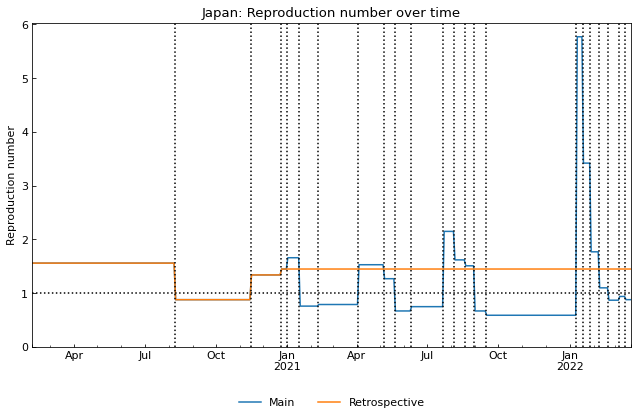 Japan: Reproduction number over time
Reproduction number
6
5
4
3
2
1
0
Apr Jul Oct Jan Apr Jul Oct Jan
2021 2022
Main Retrospective